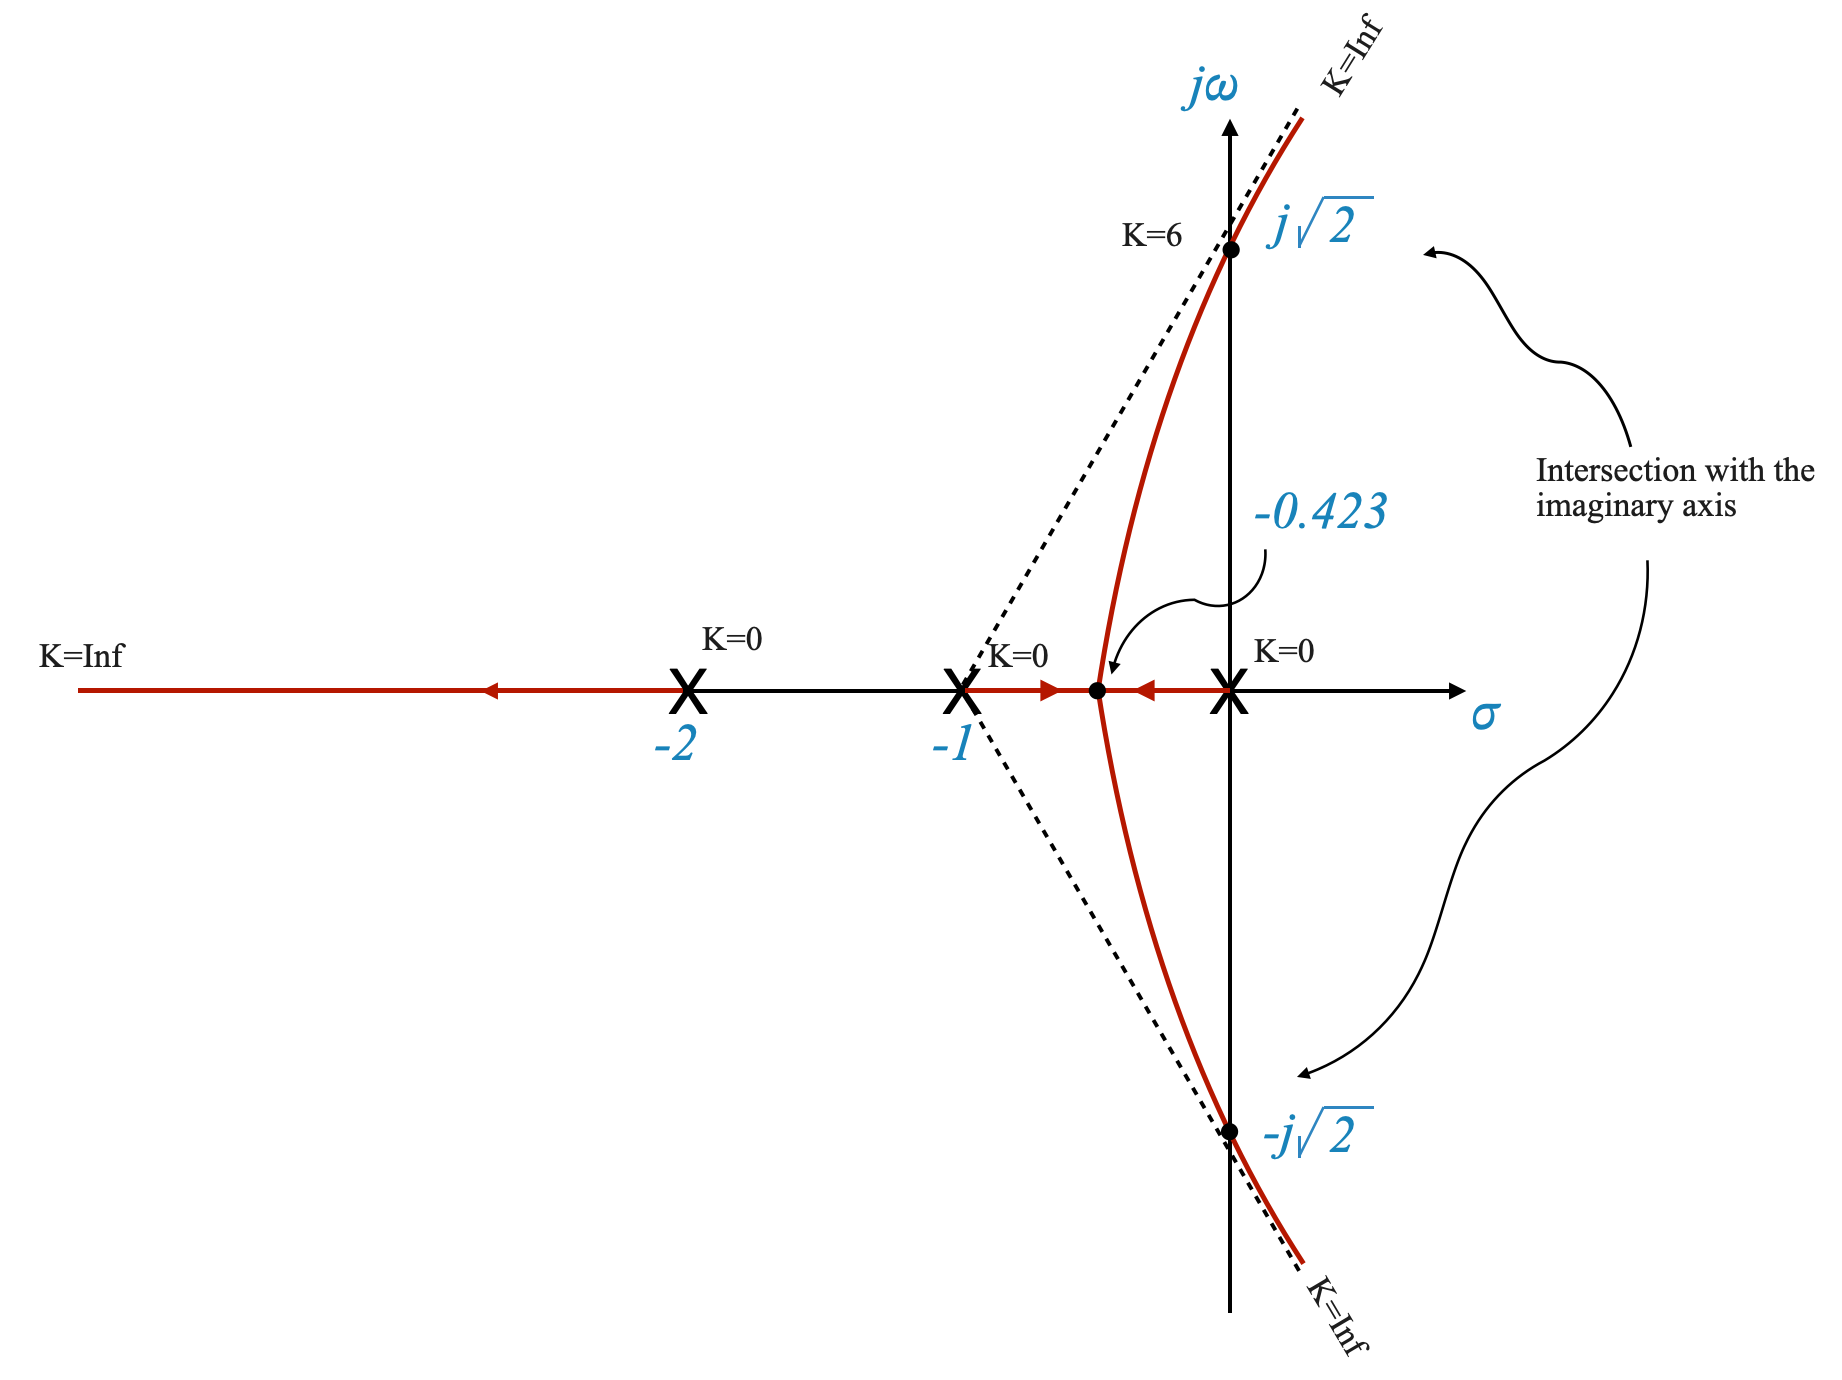 K=Inf
jω
K=6
j√2
Intersection with the
imaginary axis
-0.423
K=0
K=Inf
K=0
K=0
X
X
X
-2
-1
σ
-j√2
K=Inf